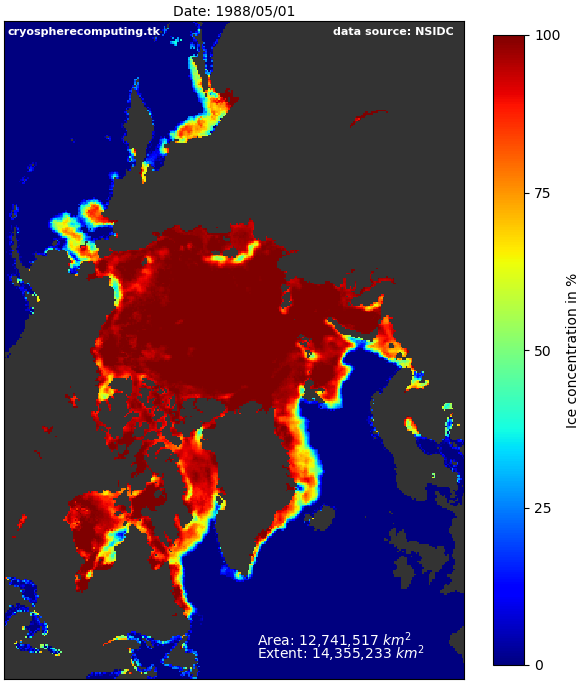 Date: 1988/05/01
cryospherecomputing.tk
data source: NSIDC
100
75
50
25
0
Ice concentration in %
Area: 12,741,517 km²
Extent: 14,355,233 km²